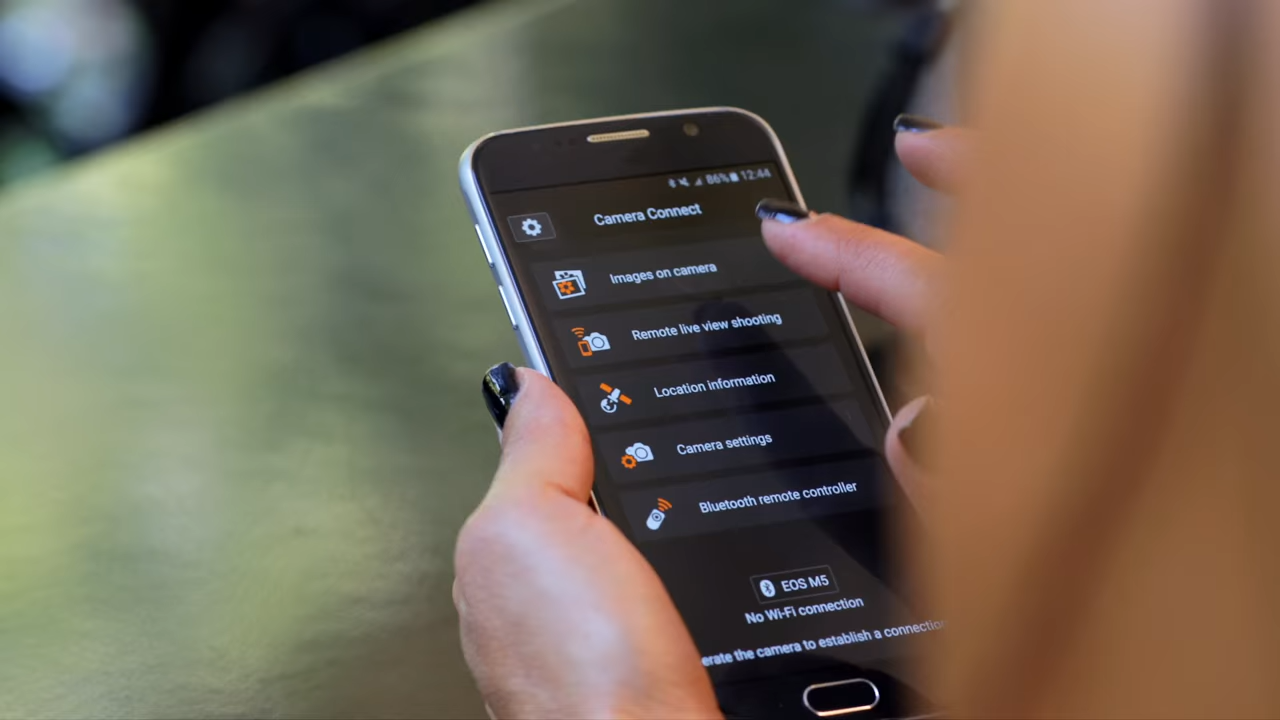 86% 12:44
Camera Connect
Images on camera
Remote live view shooting
Location information
Camera settings
Bluetooth remote controller
EOS M5
No Wi-Fi connection
the camera to establish a connection